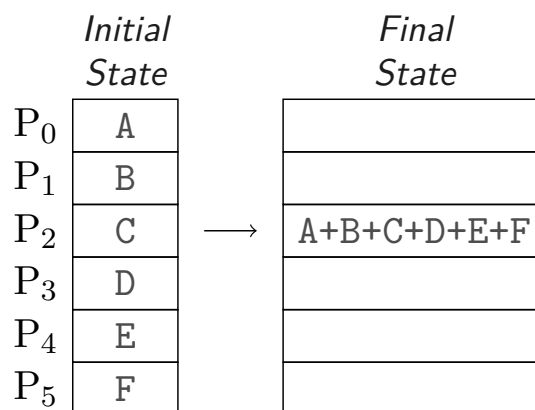 Initial State Final State
P0 A
P1 B
P2 C → A+B+C+D+E+F
P3 D
P4 E
P5 F